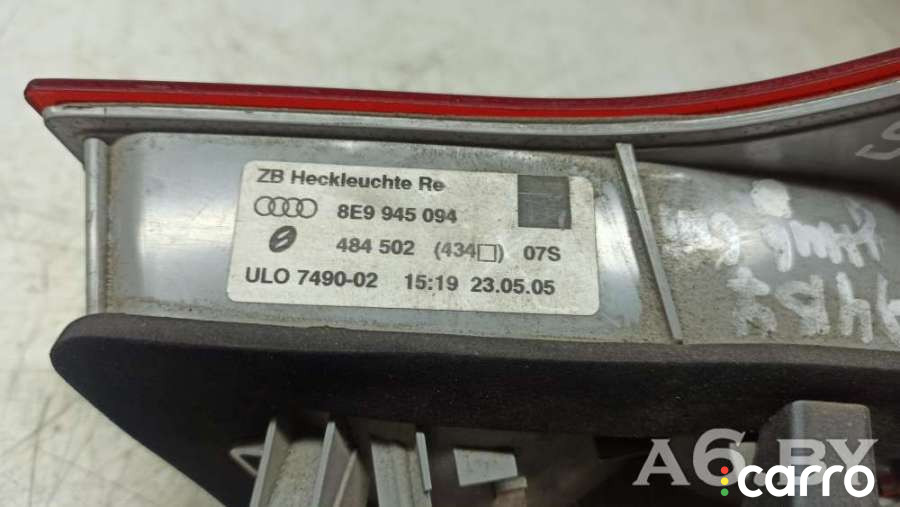 ZB Heckleuchte Re
8E9 945 094
484 502 (434□) 07S
ULO 7490-02 15:19 23.05.05
A6.BY
carro